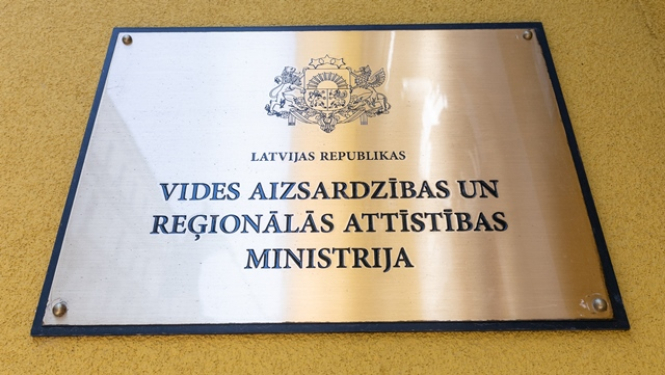 LATVIJAS REPUBLIKAS
VIDES AIZSARDZĪBAS UN
REĢIONĀLĀS ATTĪSTĪBAS
MINISTRIJA